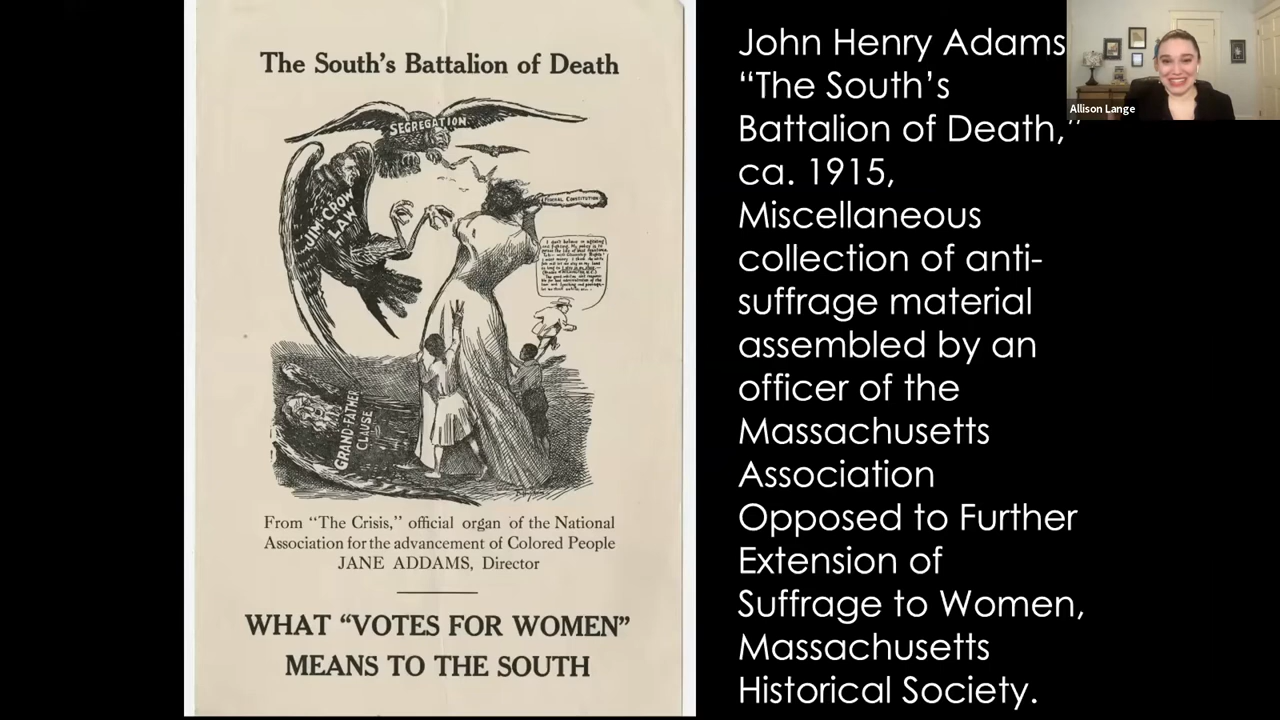 The South's Battalion of Death
SEGREGATION
JIM-CROW
LAW
FEDERAL CONSTITUTION
GRAND-FATHER
CLAUSE
From "The Crisis," official organ of the National
Association for the advancement of Colored People
JANE ADDAMS, Director
WHAT "VOTES FOR WOMEN"
MEANS TO THE SOUTH
John Henry Adams
"The South's
Battalion of Death,"
ca. 1915,
Miscellaneous
collection of anti-
suffrage material
assembled by an
officer of the
Massachusetts
Association
Opposed to Further
Extension of
Suffrage to Women,
Massachusetts
Historical Society.
Allison Lange